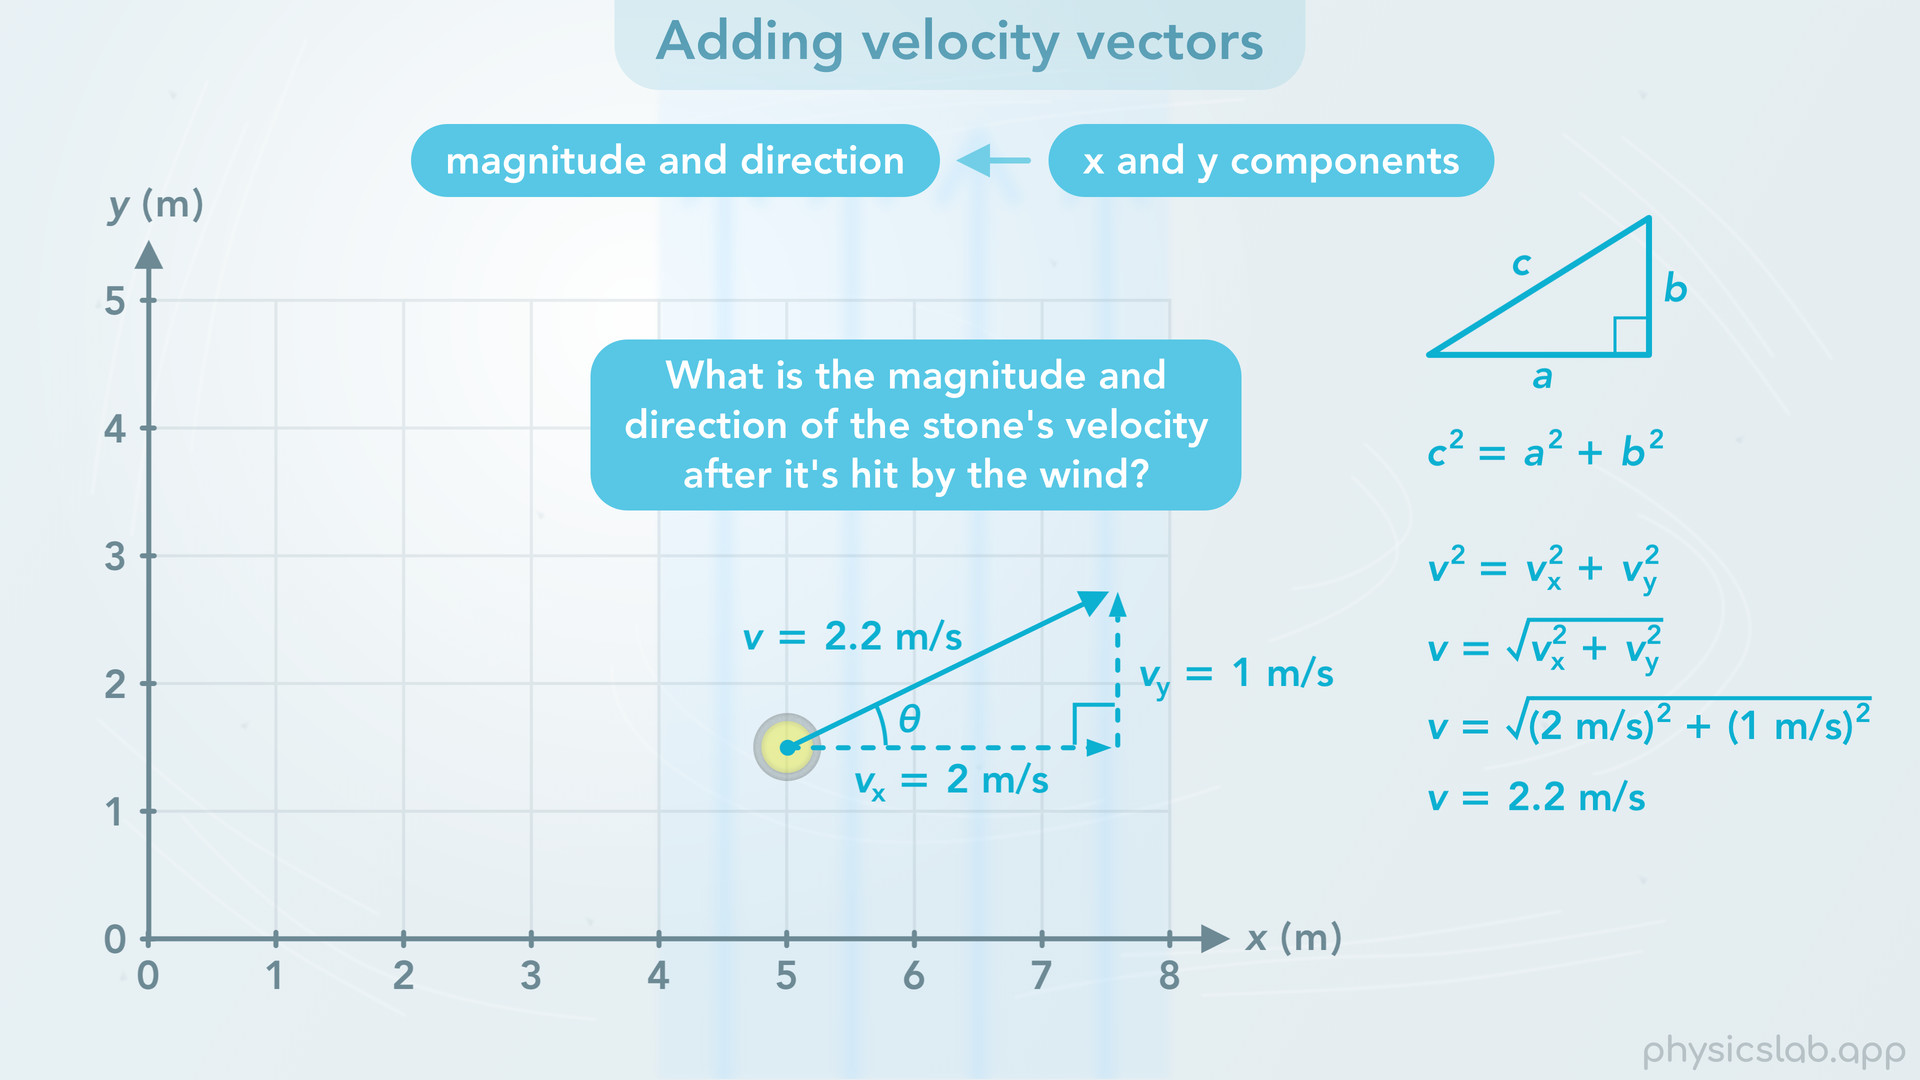 Adding velocity vectors
magnitude and direction
x and y components
y (m)
5
4
3
2
1
0
0 1 2 3 4 5 6 7 8
x (m)
What is the magnitude and
direction of the stone's velocity
after it's hit by the wind?
v = 2.2 m/s
θ
vᵧ = 1 m/s
vₓ = 2 m/s
c
b
a
c² = a² + b²
v² = vₓ² + vᵧ²
v = √(vₓ² + vᵧ²)
v = √((2 m/s)² + (1 m/s)²)
v = 2.2 m/s
physicslab.app